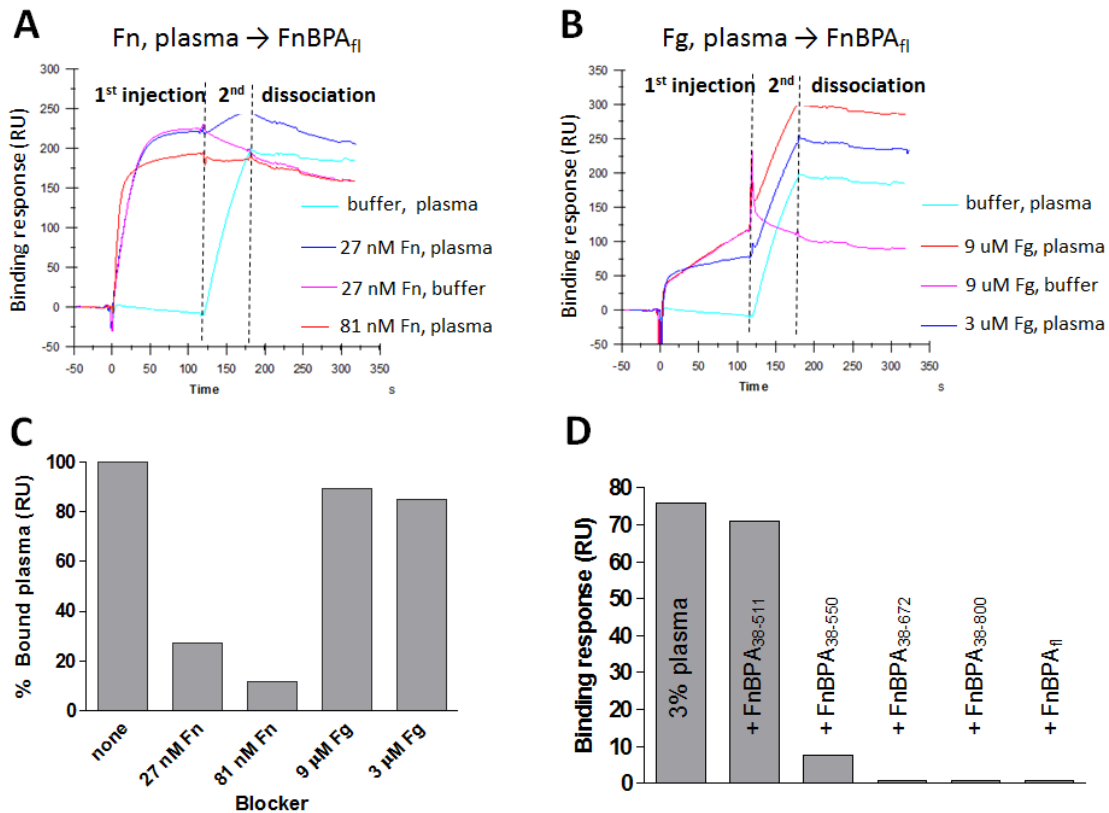 A
Fn, plasma → FnBPAfl
Binding response (RU)
300
250
200
150
100
50
0
-50
1st injection
2nd
dissociation
buffer, plasma
27 nM Fn, plasma
27 nM Fn, buffer
81 nM Fn, plasma
-50
0
50
100
150
200
250
300
350
Time
s
B
Fg, plasma → FnBPAfl
Binding response (RU)
350
300
250
200
150
100
50
0
-50
1st injection
2nd
dissociation
buffer, plasma
9 uM Fg, plasma
9 uM Fg, buffer
3 uM Fg, plasma
-50
0
50
100
150
200
250
300
350
Time
s
C
% Bound plasma (RU)
100
80
60
40
20
0
none
27 nM Fn
81 nM Fn
9 µM Fg
3 µM Fg
Blocker
D
Binding response (RU)
80
70
60
50
40
30
20
10
0
3% plasma
+ FnBPA38-511
+ FnBPA38-550
+ FnBPA38-672
+ FnBPA38-800
+ FnBPAfl